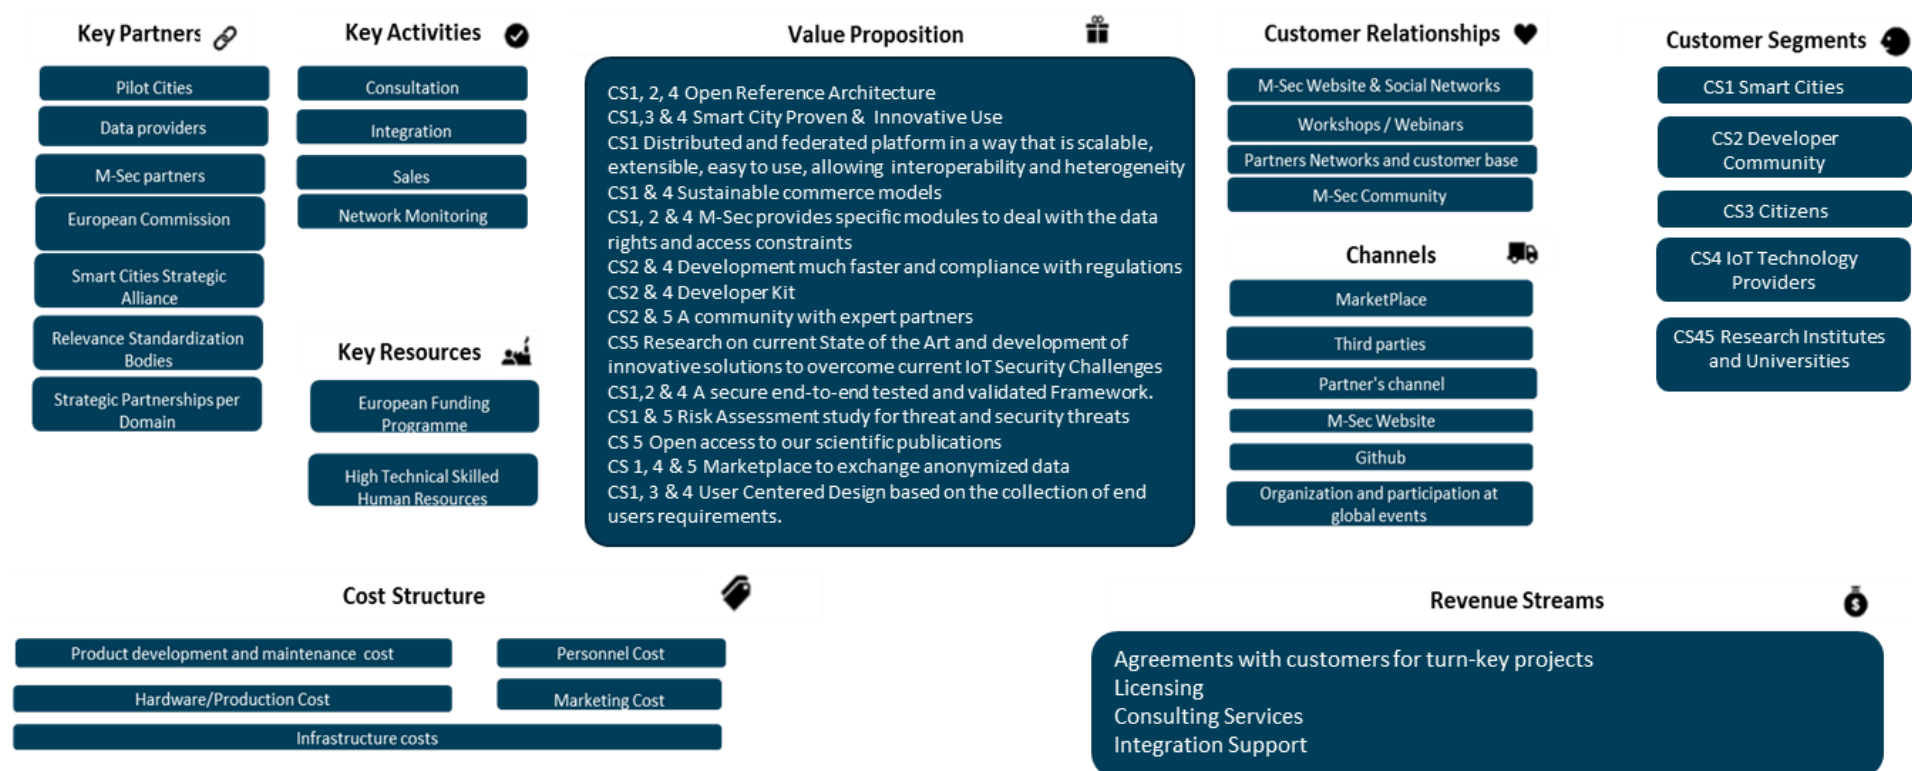 Key Partners
Pilot Cities
Data providers
M-Sec partners
European Commission
Smart Cities Strategic
Alliance
Relevance Standardization
Bodies
Strategic Partnerships per
Domain
Key Activities
Consultation
Integration
Sales
Network Monitoring
Key Resources
European Funding
Programme
High Technical Skilled
Human Resources
Value Proposition
CS1, 2, 4 Open Reference Architecture
CS1,3 & 4 Smart City Proven & Innovative Use
CS1 Distributed and federated platform in a way that is scalable,
extensible, easy to use, allowing interoperability and heterogeneity
CS1 & 4 Sustainable commerce models
CS1, 2 & 4 M-Sec provides specific modules to deal with the data
rights and access constraints
CS2 & 4 Development much faster and compliance with regulations
CS2 & 4 Developer Kit
CS2 & 5 A community with expert partners
CS5 Research on current State of the Art and development of
innovative solutions to overcome current IoT Security Challenges
CS1,2 & 4 A secure end-to-end tested and validated Framework.
CS1 & 5 Risk Assessment study for threat and security threats
CS 5 Open access to our scientific publications
CS 1, 4 & 5 Marketplace to exchange anonymized data
CS1, 3 & 4 User Centered Design based on the collection of end
users requirements.
Customer Relationships
M-Sec Website & Social Networks
Workshops / Webinars
Partners Networks and customer base
M-Sec Community
Channels
MarketPlace
Third parties
Partner's channel
M-Sec Website
Github
Organization and participation at
global events
Customer Segments
CS1 Smart Cities
CS2 Developer
Community
CS3 Citizens
CS4 IoT Technology
Providers
CS45 Research Institutes
and Universities
Cost Structure
Product development and maintenance cost
Personnel Cost
Hardware/Production Cost
Marketing Cost
Infrastructure costs
Revenue Streams
$
Agreements with customers for turn-key projects
Licensing
Consulting Services
Integration Support